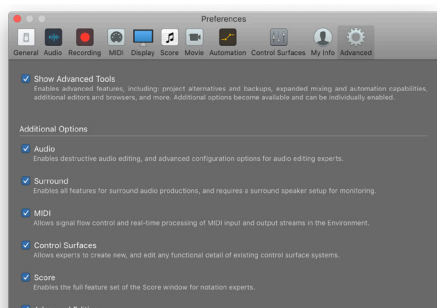 Preferences
General Audio Recording MIDI Display Score Movie Automation Control Surfaces My Info Advanced
Show Advanced Tools
Enables advanced features, including: project alternatives and backups, expanded mixing and automation capabilities,
additional editors and browsers, and more. Additional options become available and can be individually enabled.
Additional Options
Audio
Enables destructive audio editing, and advanced configuration options for audio editing experts.
Surround
Enables all features for surround audio productions, and requires a surround speaker setup for monitoring.
MIDI
Allows signal flow control and real-time processing of MIDI input and output streams in the Environment.
Control Surfaces
Allows experts to create new, and edit any functional detail of existing control surface systems.
Score
Enables the full feature set of the Score window for notation experts.